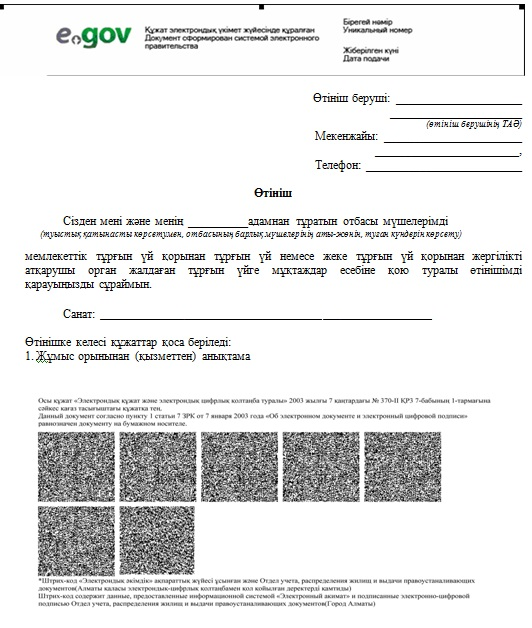 e.gov
Құжат электрондық үкімет жүйесінде құралған
Документ сформирован системой электронного
правительства
Бірегей нөмір
Уникальный номер
Жіберілген күні
Дата подачи
Өтініш беруші: ____________________
____________________
(өтініш берушінің ТАӘ)
Мекенжайы: ____________________
____________________,
Телефон: ____________________
Өтініш
Сізден мені және менің _________адамнан тұратын отбасы мүшелерімді
(туыстық қатынасты көрсетумен, отбасының барлық мүшелерінің аты-жөнін, туған күндерін көрсету)
мемлекеттік тұрғын үй қорынан тұрғын үй немесе жеке тұрғын үй қорынан жергілікті
атқарушы орган жалдаған тұрғын үйге мұқтаждар есебіне қою туралы өтінішімді
қарауыңызды сұраймын.
Санат: ____________________
Өтінішке келесі құжаттар қоса беріледі:
1. Жұмыс орынынан (қызметтен) анықтама
Осы құжат «Электрондық құжат және электрондық цифрлық қолтаңба туралы» 2003 жылғы 7 қаңтардағы № 370-II ҚРЗ 7-бабының 1-тармағына
сәйкес қағаз тасығыштағы құжатқа тең.
Данный документ согласно пункту 1 статьи 7 ЗРК от 7 января 2003 года «Об электронном документе и электронный цифровой подписи»
равнозначен документу на бумажном носителе.
*Штрих-код «Электрондық әкімдік» акпараттық жүйесі ұсынған және Отдел учета, распределения жилищ и выдачи правоустанавливающих
документов(Алматы каласы электрондық-цифрлық қолтаңбамен кол қойылған деректерді қамтиды)
Штрих-код содержит данные, предоставленные информационной системой «Электронный акимат» и подписанные электронно-цифровой
подписью Отдел учета, распределения жилищ и выдачи правоустанавливающих документов(Город Алматы)